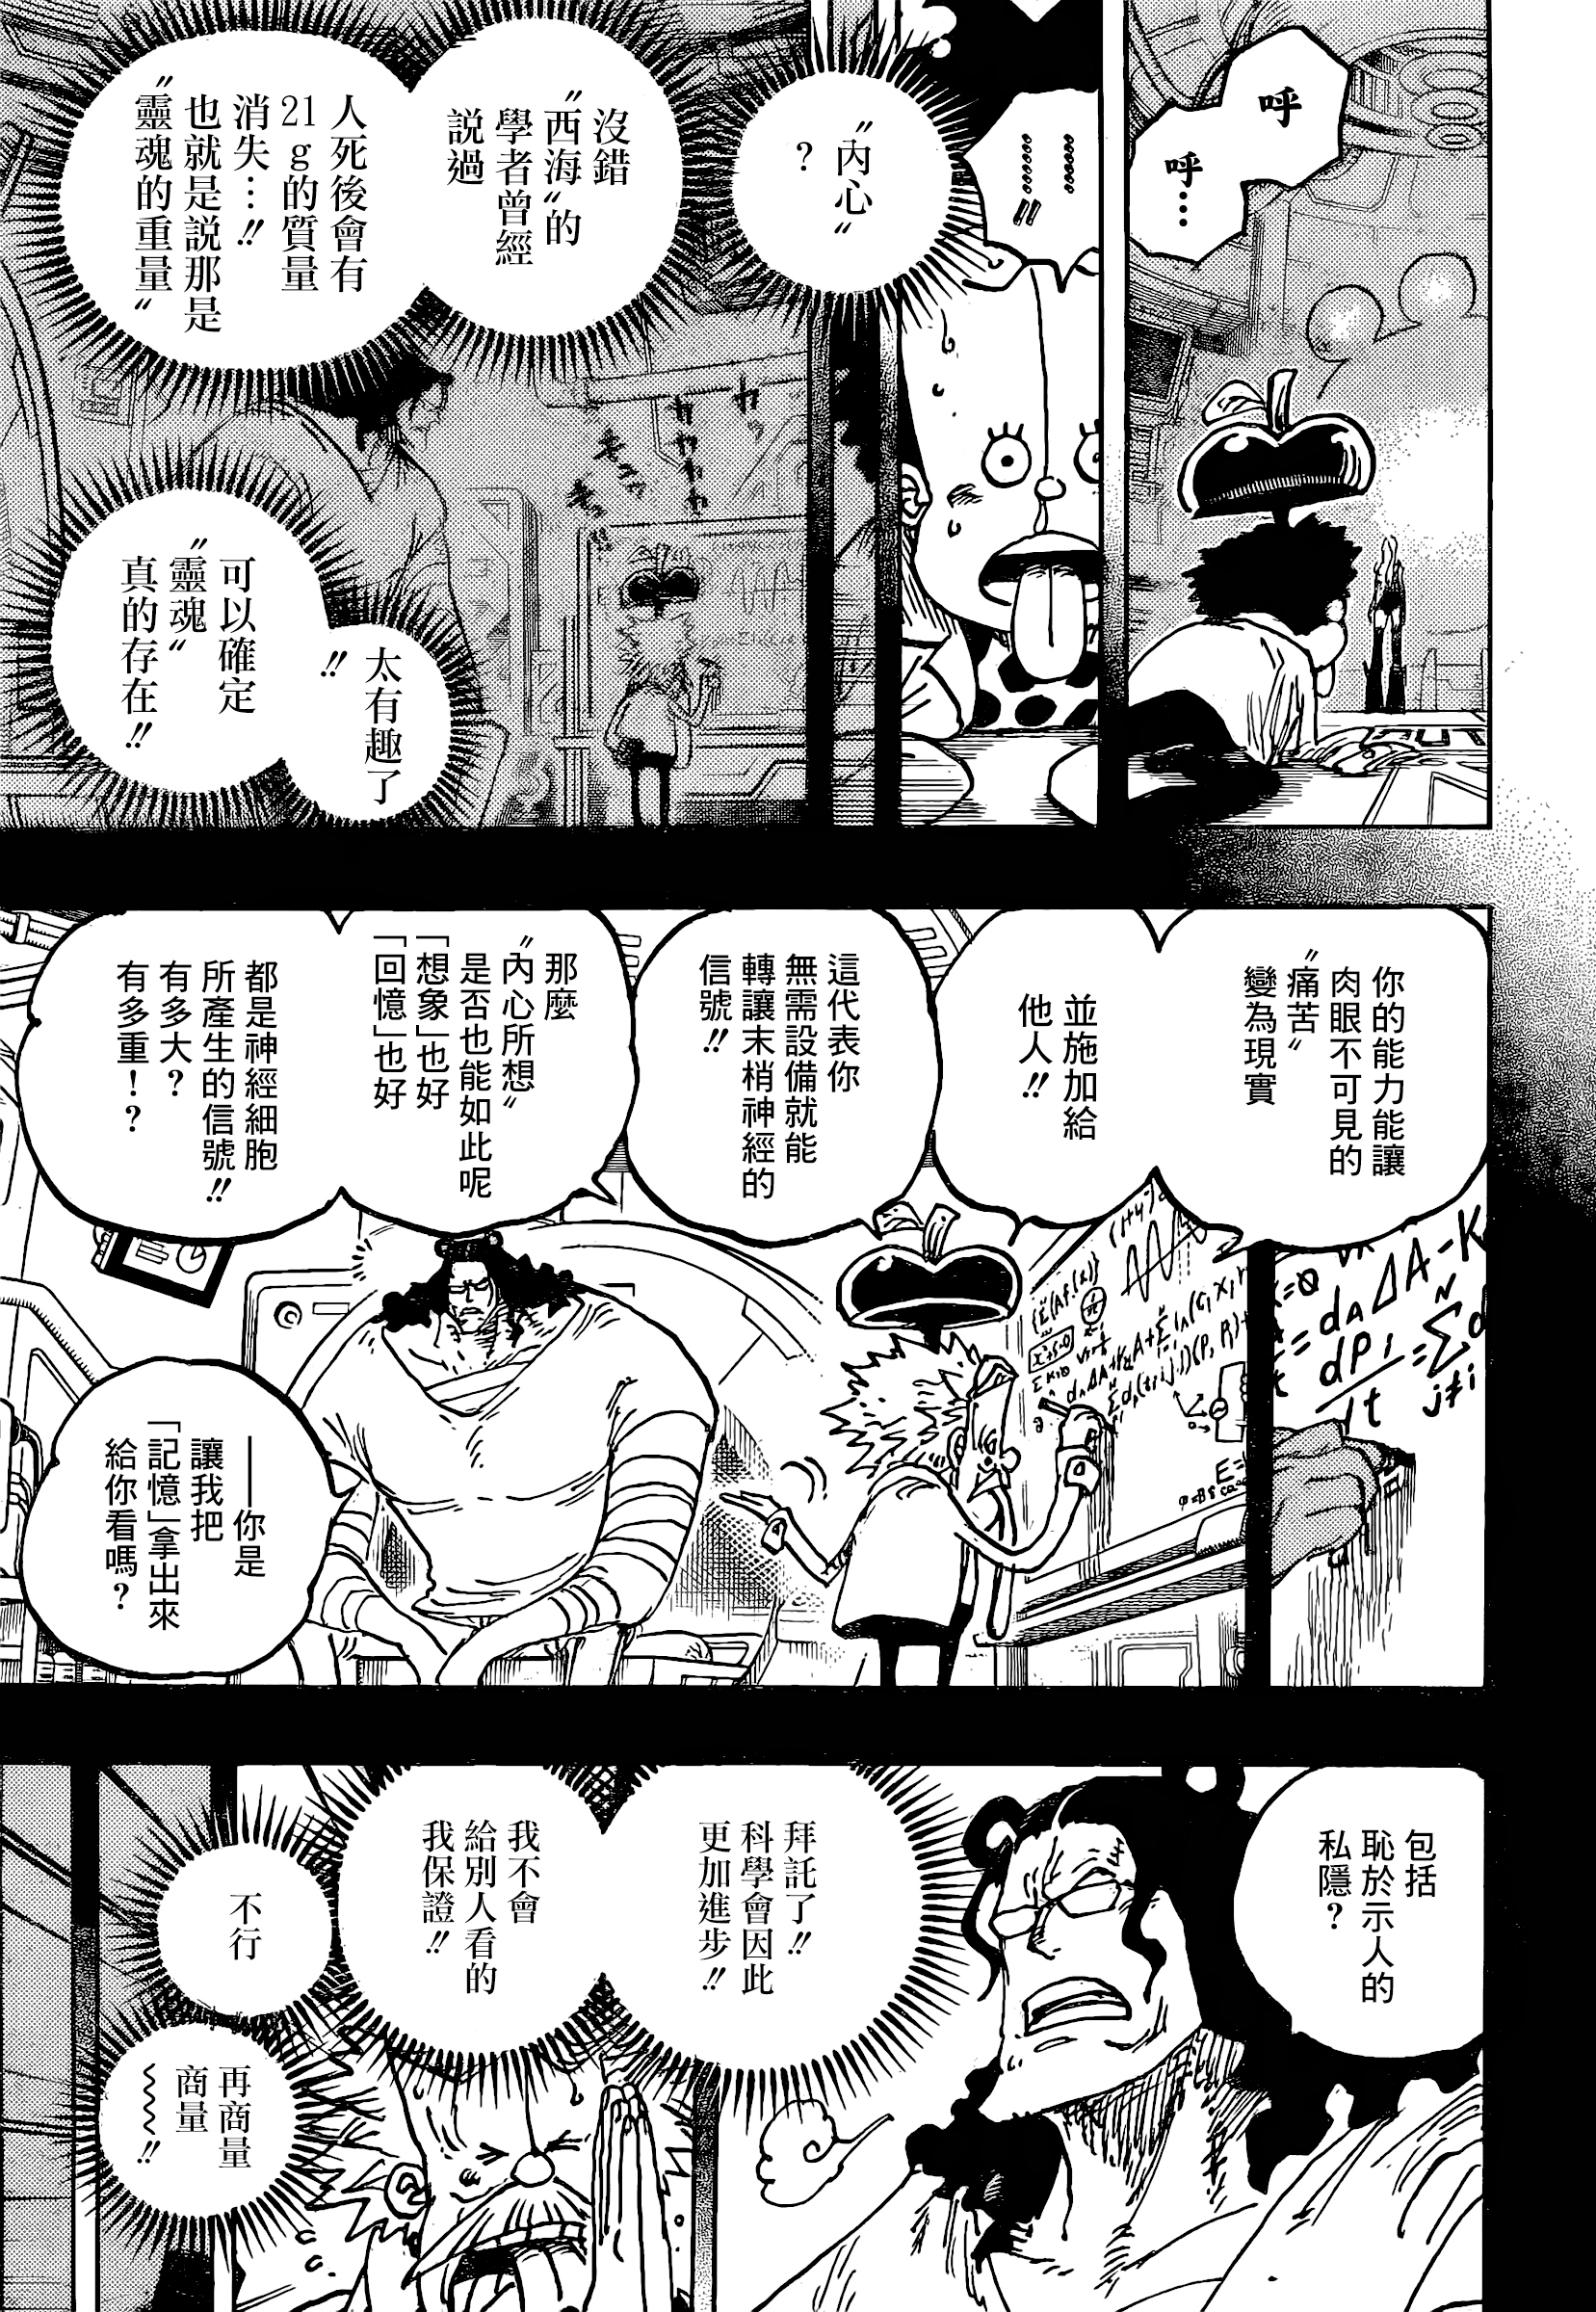 呼
呼…
………
………!!
〝內心〞
?
沒錯
〝西海〞的
學者曾經
説過
人死後會有
21g的質量
消失…!!
也就是説那是
〝靈魂的重量〞
太有趣了
!!
可以確定
〝靈魂〞
真的存在!!
你的能力能讓
肉眼不可見的
〝痛苦〞
變為現實
並施加給
他人!!
這代表你
無需設備就能
轉讓末梢神經的
信號!!
那麼
〝內心所想〞
是否也能如此呢
「想象」也好
「回憶」也好
都是神經細胞
所產生的信號!!
有多大?
有多重!?
——你是
讓我把
「記憶」拿出來
給你看嗎?
包括
恥於示人的
私隱?
拜託了!!
科學會因此
更加進步!!
我不會
給別人看的
我保證!!
不行
再商量
商量
~~~!!